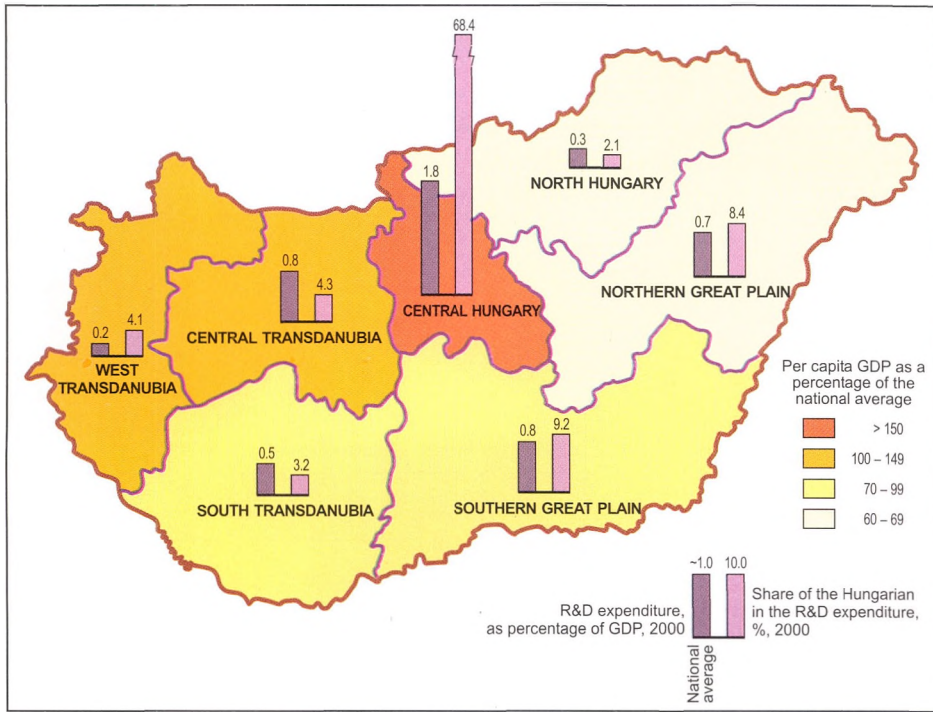 68.4
1.8
0.3 2.1
NORTH HUNGARY
0.7 8.4
NORTHERN GREAT PLAIN
0.8 4.3
CENTRAL TRANSDANUBIA
CENTRAL HUNGARY
0.2 4.1
WEST
TRANSDANUBIA
0.5 3.2
SOUTH TRANSDANUBIA
0.8 9.2
SOUTHERN GREAT PLAIN
Per capita GDP as a
percentage of the
national average
> 150
100 – 149
70 – 99
60 – 69
~1.0 10.0
R&D expenditure,
as percentage of GDP, 2000
Share of the Hungarian
in the R&D expenditure,
%, 2000
National
average